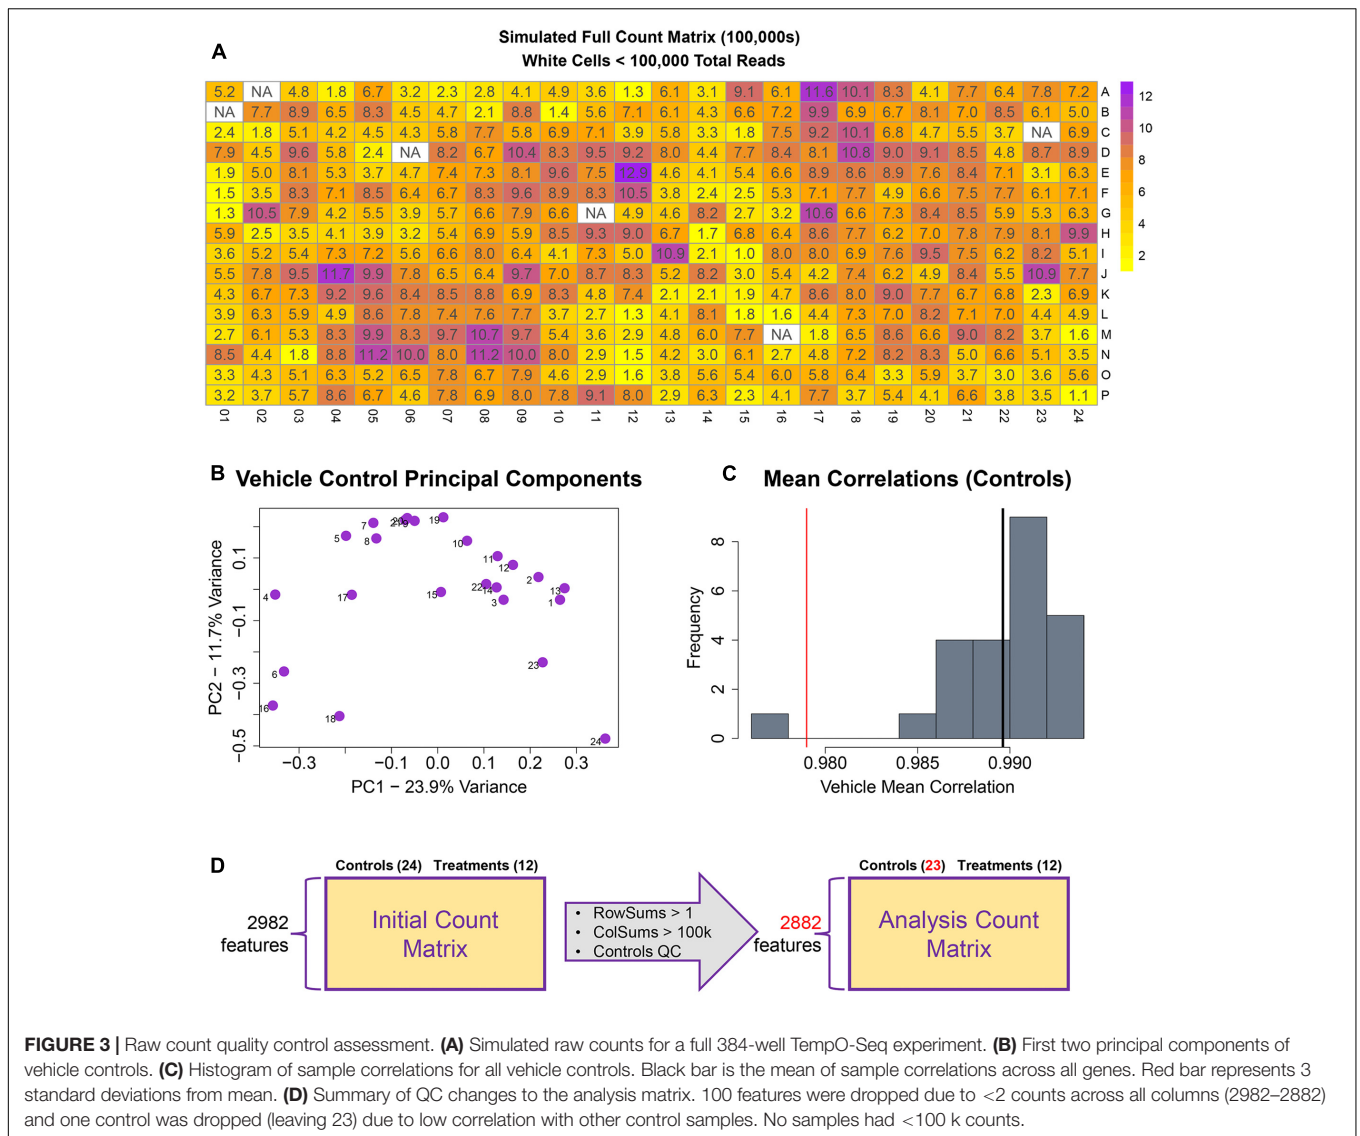 A
Simulated Full Count Matrix (100,000s)
White Cells < 100,000 Total Reads
5.2 NA 4.8 1.8 6.7 3.2 2.3 2.8 4.1 4.9 3.6 1.3 6.1 3.1 9.1 6.1 11.6 10.1 8.3 4.1 7.7 6.4 7.8 7.2 A
NA 7.7 8.9 6.5 8.3 4.5 4.7 2.1 8.8 1.4 5.6 7.1 6.1 4.3 6.6 7.2 9.9 6.9 6.7 8.1 7.0 8.5 6.1 5.0 B
2.4 1.8 5.1 4.2 4.5 4.3 5.8 7.7 5.8 6.9 7.1 3.9 5.8 3.3 1.8 7.5 9.2 10.1 6.8 4.7 5.5 3.7 NA 6.9 C
7.9 4.5 9.6 5.8 2.4 NA 8.2 6.7 10.4 8.3 9.5 9.2 8.0 4.4 7.7 8.4 8.1 10.8 9.0 9.1 8.5 4.8 8.7 8.9 D
1.9 5.0 8.1 5.3 3.7 4.7 7.4 7.3 8.1 9.6 7.5 12.9 4.6 4.1 5.4 6.6 8.9 8.6 8.9 7.6 8.4 7.1 3.1 6.3 E
1.5 3.5 8.3 7.1 8.5 6.4 7.7 8.3 9.6 8.9 8.3 10.5 3.8 2.4 2.5 5.3 7.1 7.7 4.9 6.6 7.5 7.7 6.1 7.1 F
1.3 10.5 7.9 4.2 5.5 3.9 5.7 6.6 7.9 6.6 NA 4.9 4.6 8.2 2.7 3.2 10.6 6.6 7.3 8.4 8.5 5.9 5.3 6.3 G
5.9 2.5 3.5 4.1 3.9 3.2 5.4 6.9 5.9 8.5 9.3 9.0 6.7 1.7 6.8 6.4 8.6 7.7 6.2 7.0 7.8 7.9 8.1 9.9 H
3.6 5.2 5.4 7.3 7.2 5.6 6.6 8.0 6.4 4.1 7.3 5.0 10.9 2.1 1.0 8.0 8.0 6.9 7.6 9.5 7.5 6.2 8.2 5.1 I
5.5 7.8 9.5 11.7 9.9 7.8 6.5 6.4 9.7 7.0 8.7 8.3 5.2 8.2 3.0 5.4 4.2 7.4 6.2 4.9 8.4 5.5 10.9 7.7 J
4.3 6.7 7.3 9.2 9.6 8.4 8.5 8.8 6.9 8.3 4.8 7.4 2.1 2.1 1.9 4.7 8.6 8.0 9.0 7.7 6.7 6.8 2.3 6.9 K
3.9 6.3 5.9 4.9 8.6 7.8 7.4 7.6 7.7 3.7 2.7 1.3 4.1 8.1 1.8 1.6 4.4 7.3 7.0 8.2 7.1 7.0 4.4 4.9 L
2.7 6.1 5.3 8.3 9.9 8.3 9.7 10.7 9.7 5.4 3.6 2.9 4.8 6.0 7.7 NA 1.8 6.5 8.6 6.6 9.0 8.2 3.7 1.6 M
8.5 4.4 1.8 8.8 11.2 10.0 8.0 11.2 10.0 8.0 2.9 1.5 4.2 3.0 6.1 2.7 4.8 7.2 8.2 8.3 5.0 6.6 5.1 3.5 N
3.3 4.3 5.1 6.3 5.2 6.5 7.8 6.7 7.9 4.6 2.9 1.6 3.8 5.6 5.4 6.0 5.8 6.4 3.3 5.9 3.7 3.0 3.6 5.6 O
3.2 3.7 5.7 8.6 6.7 4.6 7.8 6.9 8.0 7.8 9.1 8.0 2.9 6.3 2.3 4.1 7.7 3.7 5.4 4.1 6.6 3.8 3.5 1.1 P
01 02 03 04 05 06 07 08 09 10 11 12 13 14 15 16 17 18 19 20 21 22 23 24
12
10
8
6
4
2
B Vehicle Control Principal Components
PC2 − 11.7% Variance
0.1
−0.1
−0.3
−0.5
7
19
5
8
10
11
12
2
22
14
13
4
17
15
3
1
23
6
16
18
24
−0.3 −0.1 0.0 0.1 0.2 0.3
PC1 − 23.9% Variance
C Mean Correlations (Controls)
Frequency
8
6
4
2
0
0.980 0.985 0.990
Vehicle Mean Correlation
D
Controls (24) Treatments (12)
2982
features
Initial Count
Matrix
• RowSums > 1
• ColSums > 100k
• Controls QC
Controls (23) Treatments (12)
2882
features
Analysis Count
Matrix
FIGURE 3 | Raw count quality control assessment. (A) Simulated raw counts for a full 384-well TempO-Seq experiment. (B) First two principal components of
vehicle controls. (C) Histogram of sample correlations for all vehicle controls. Black bar is the mean of sample correlations across all genes. Red bar represents 3
standard deviations from mean. (D) Summary of QC changes to the analysis matrix. 100 features were dropped due to <2 counts across all columns (2982–2882)
and one control was dropped (leaving 23) due to low correlation with other control samples. No samples had <100 k counts.